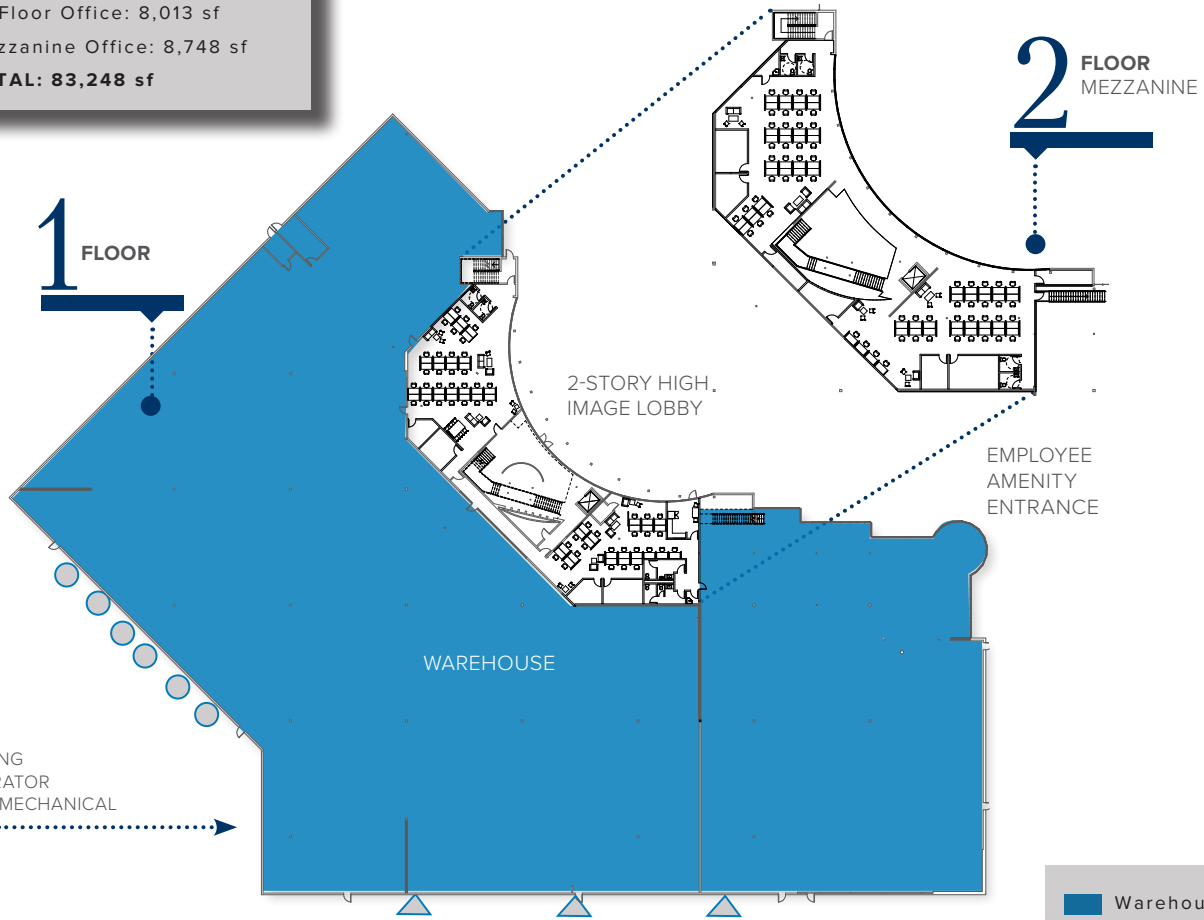 Floor Office: 8,013 sf
zzanine Office: 8,748 sf
TAL: 83,248 sf
2 FLOOR
MEZZANINE
1 FLOOR
2-STORY HIGH
IMAGE LOBBY
EMPLOYEE
AMENITY
ENTRANCE
WAREHOUSE
NG
RATOR
MECHANICAL
Warehou